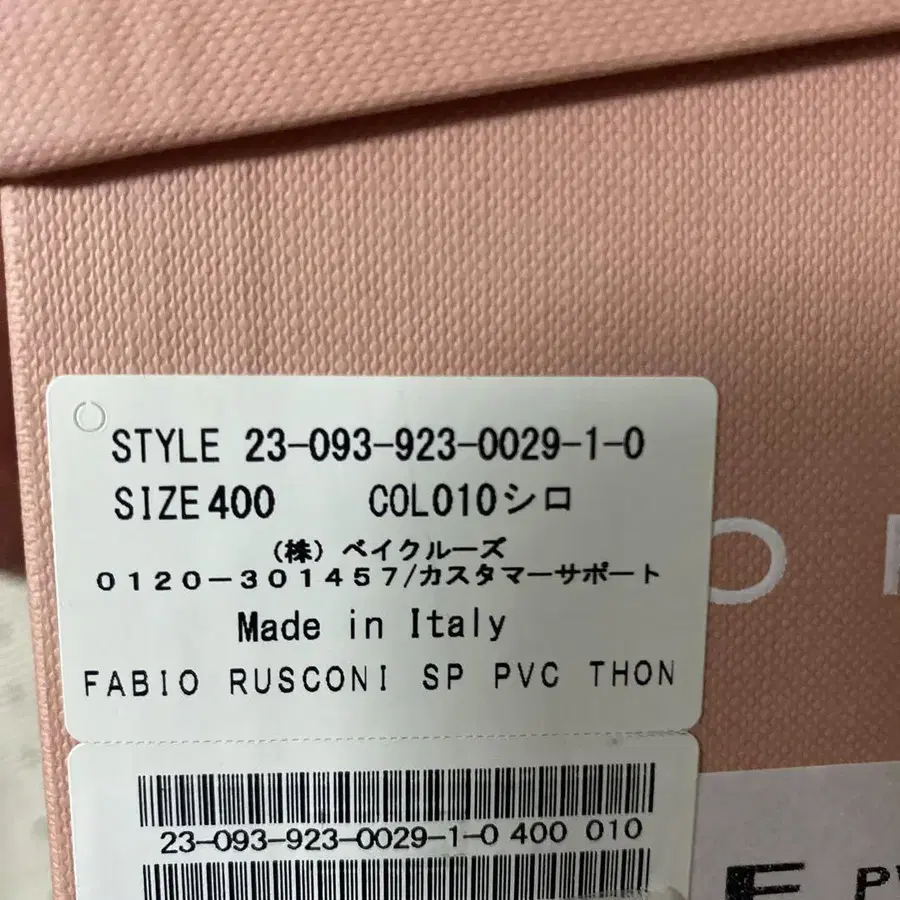 STYLE 23-093-923-0029-1-0
SIZE 400 COL010シロ
(株) ベイクルーズ
0120-301457/カスタマーサポート
Made in Italy
FABIO RUSCONI SP PVC THON
23-093-923-0029-1-0 400 010